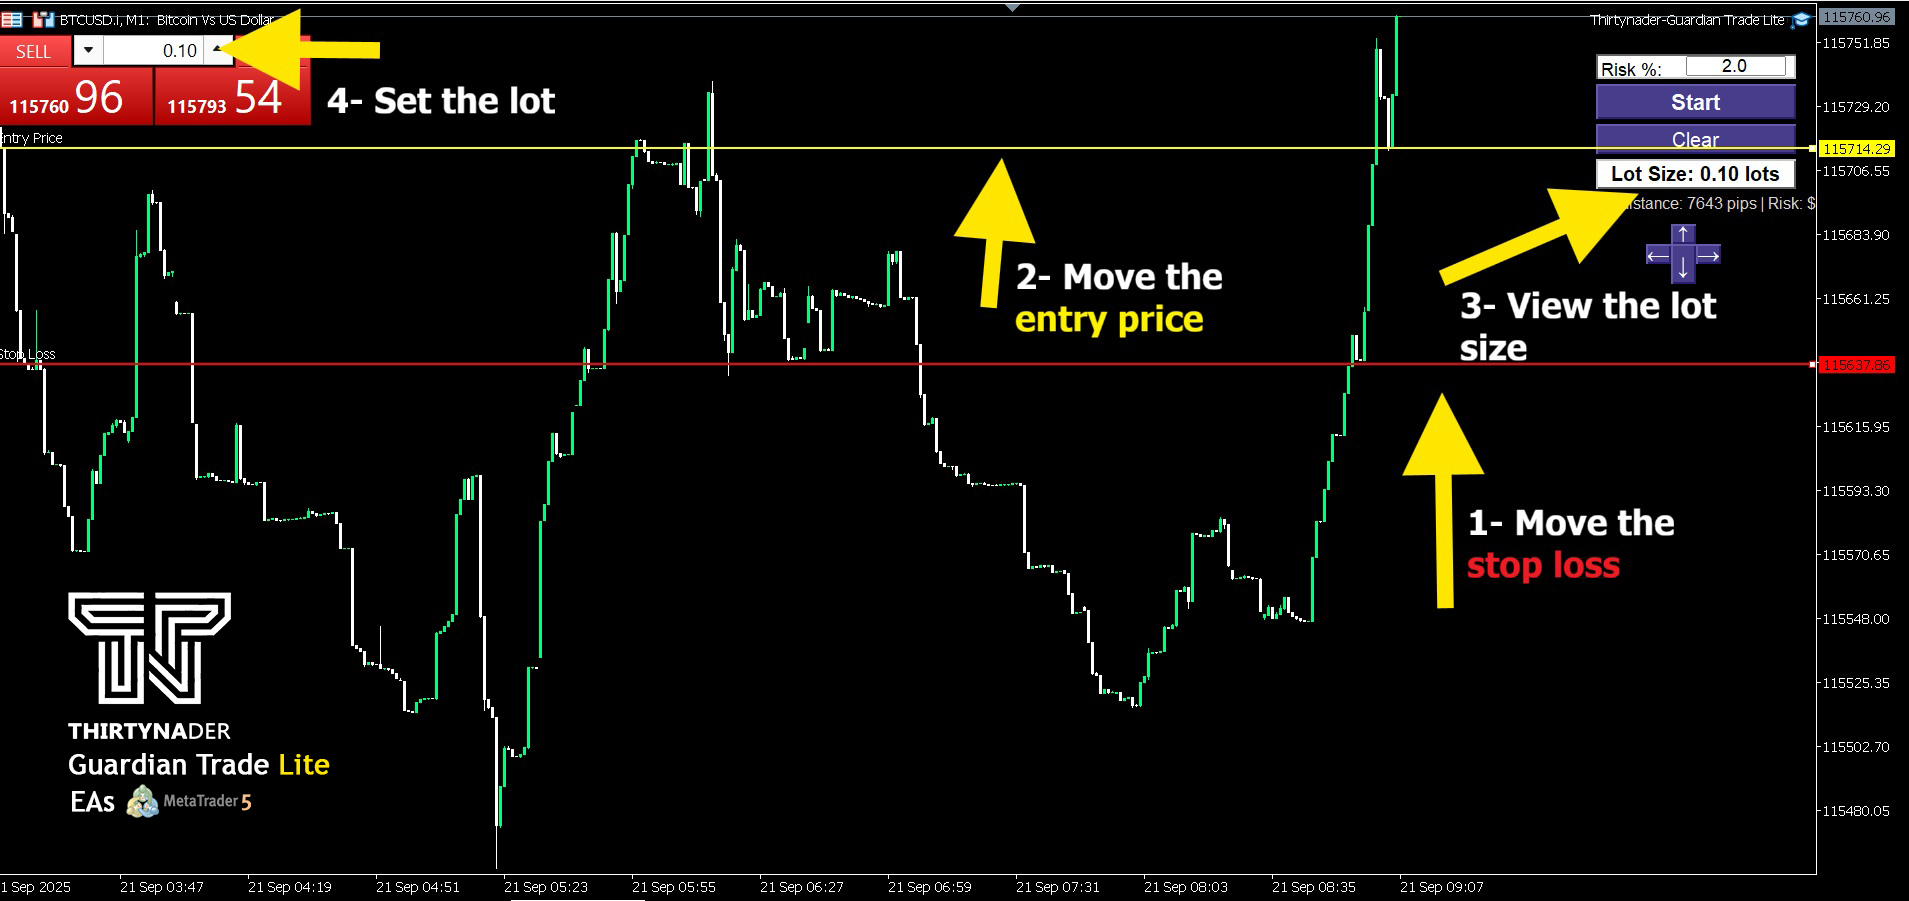 BTCUSD.i, M1: Bitcoin Vs US Dollar
Thirtynader-Guardian Trade Lite
SELL
0.10
115760 96
115793 54
4- Set the lot
Risk %: 2.0
Start
Clear
Lot Size: 0.10 lots
istance: 7643 pips | Risk: $
↑
← →
↓
ntry Price
Stop Loss
2- Move the
entry price
3- View the lot
size
1- Move the
stop loss
THIRTYNADER
Guardian Trade Lite
EAs MetaTrader 5
115760.96
115751.85
115729.20
115714.29
115706.55
115683.90
115661.25
115637.86
115615.95
115593.30
115570.65
115548.00
115525.35
115502.70
115480.05
1 Sep 2025
21 Sep 03:47
21 Sep 04:19
21 Sep 04:51
21 Sep 05:23
21 Sep 05:55
21 Sep 06:27
21 Sep 06:59
21 Sep 07:31
21 Sep 08:03
21 Sep 08:35
21 Sep 09:07